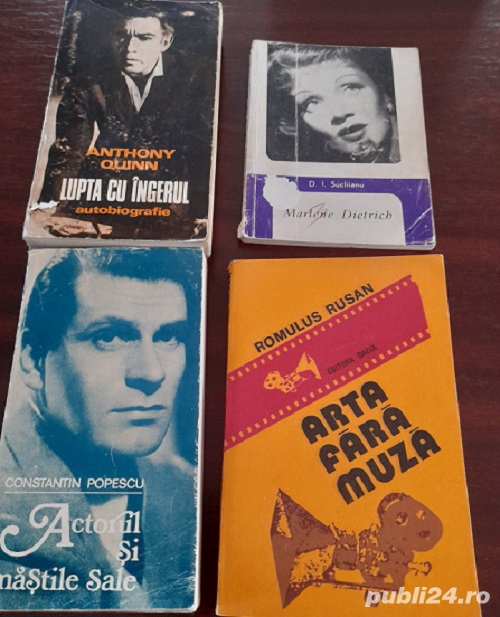 ANTHONY
QUINN
LUPTA CU ÎNGERUL
autobiografie
D. I. Suchianu
Marlene Dietrich
CONSTANTIN POPESCU
Actorul
Și
măștile Sale
ROMULUS RUSAN
EDITURA DACIA
ARTA
FĂRĂ
MUZĂ
publi24.ro